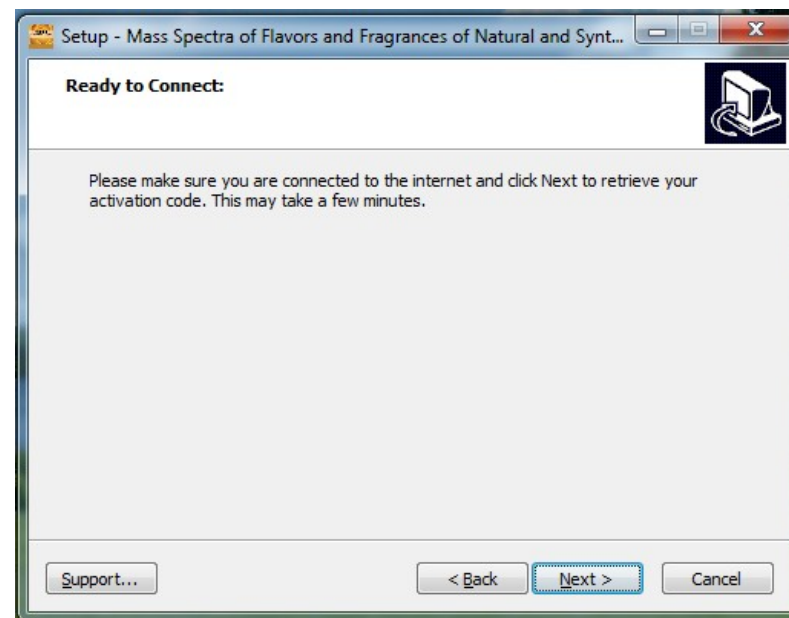 Setup - Mass Spectra of Flavors and Fragrances of Natural and Synt...
Ready to Connect:
Please make sure you are connected to the internet and click Next to retrieve your
activation code. This may take a few minutes.
Support... < Back Next > Cancel